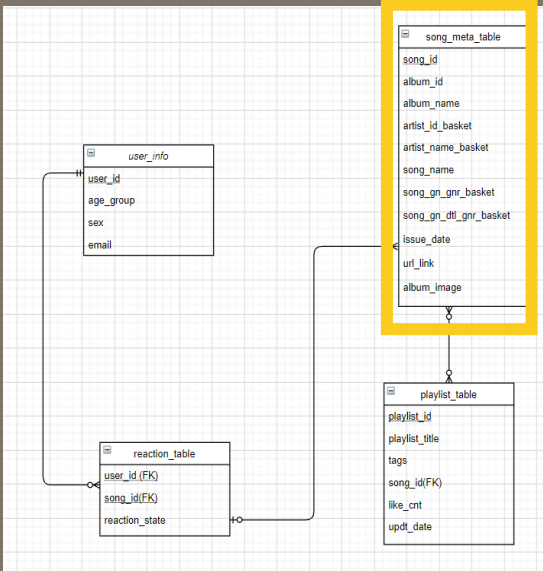 song_meta_table
song_id
album_id
album_name
artist_id_basket
artist_name_basket
song_name
song_gn_gnr_basket
song_gn_dtl_gnr_basket
issue_date
url_link
album_image
user_info
user_id
age_group
sex
email
playlist_table
playlist_id
playlist_title
tags
song_id(FK)
like_cnt
updt_date
reaction_table
user_id (FK)
song_id(FK)
reaction_state